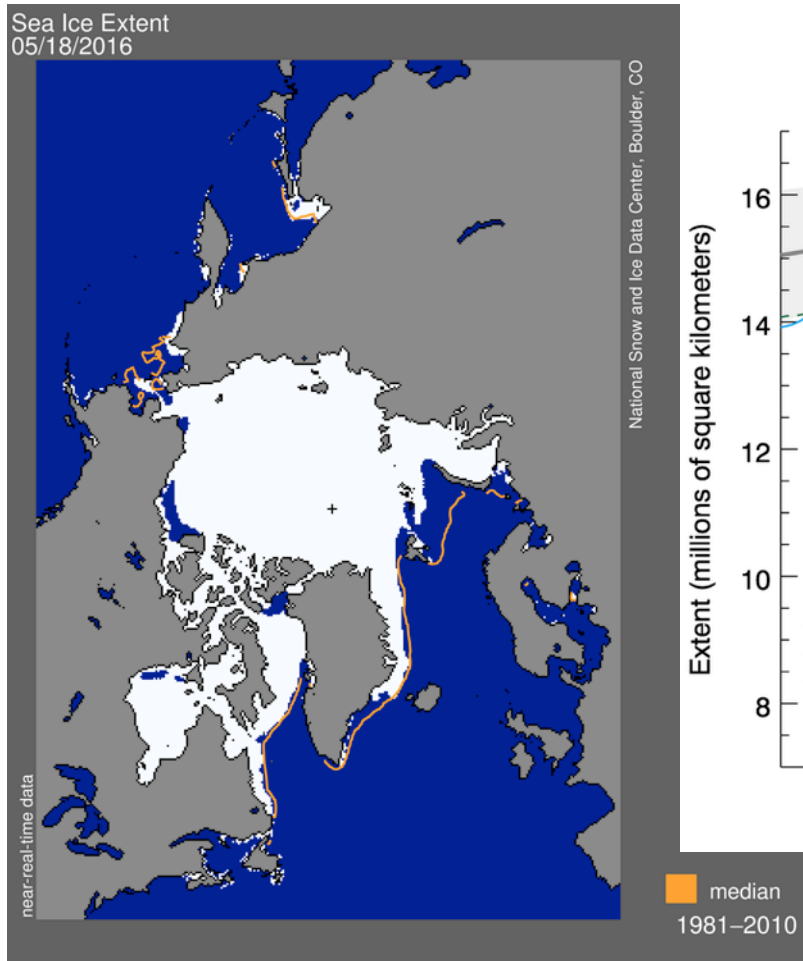 Sea Ice Extent
05/18/2016
National Snow and Ice Data Center, Boulder, CO
near-real-time data
Extent (millions of square kilometers)
16
14
12
10
8
median
1981–2010